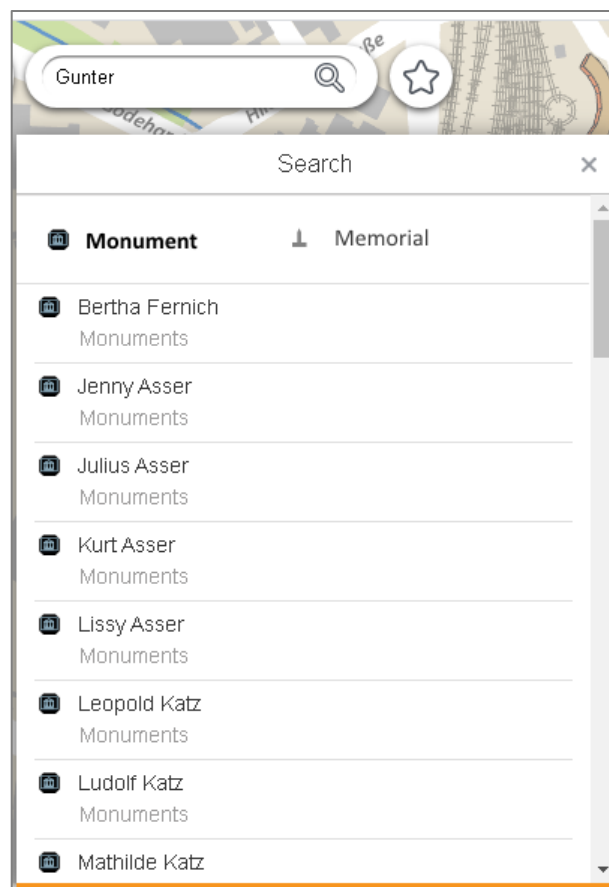 Gunter
Search
Monument
Memorial
Bertha Fernich
Monuments
Jenny Asser
Monuments
Julius Asser
Monuments
Kurt Asser
Monuments
Lissy Asser
Monuments
Leopold Katz
Monuments
Ludolf Katz
Monuments
Mathilde Katz